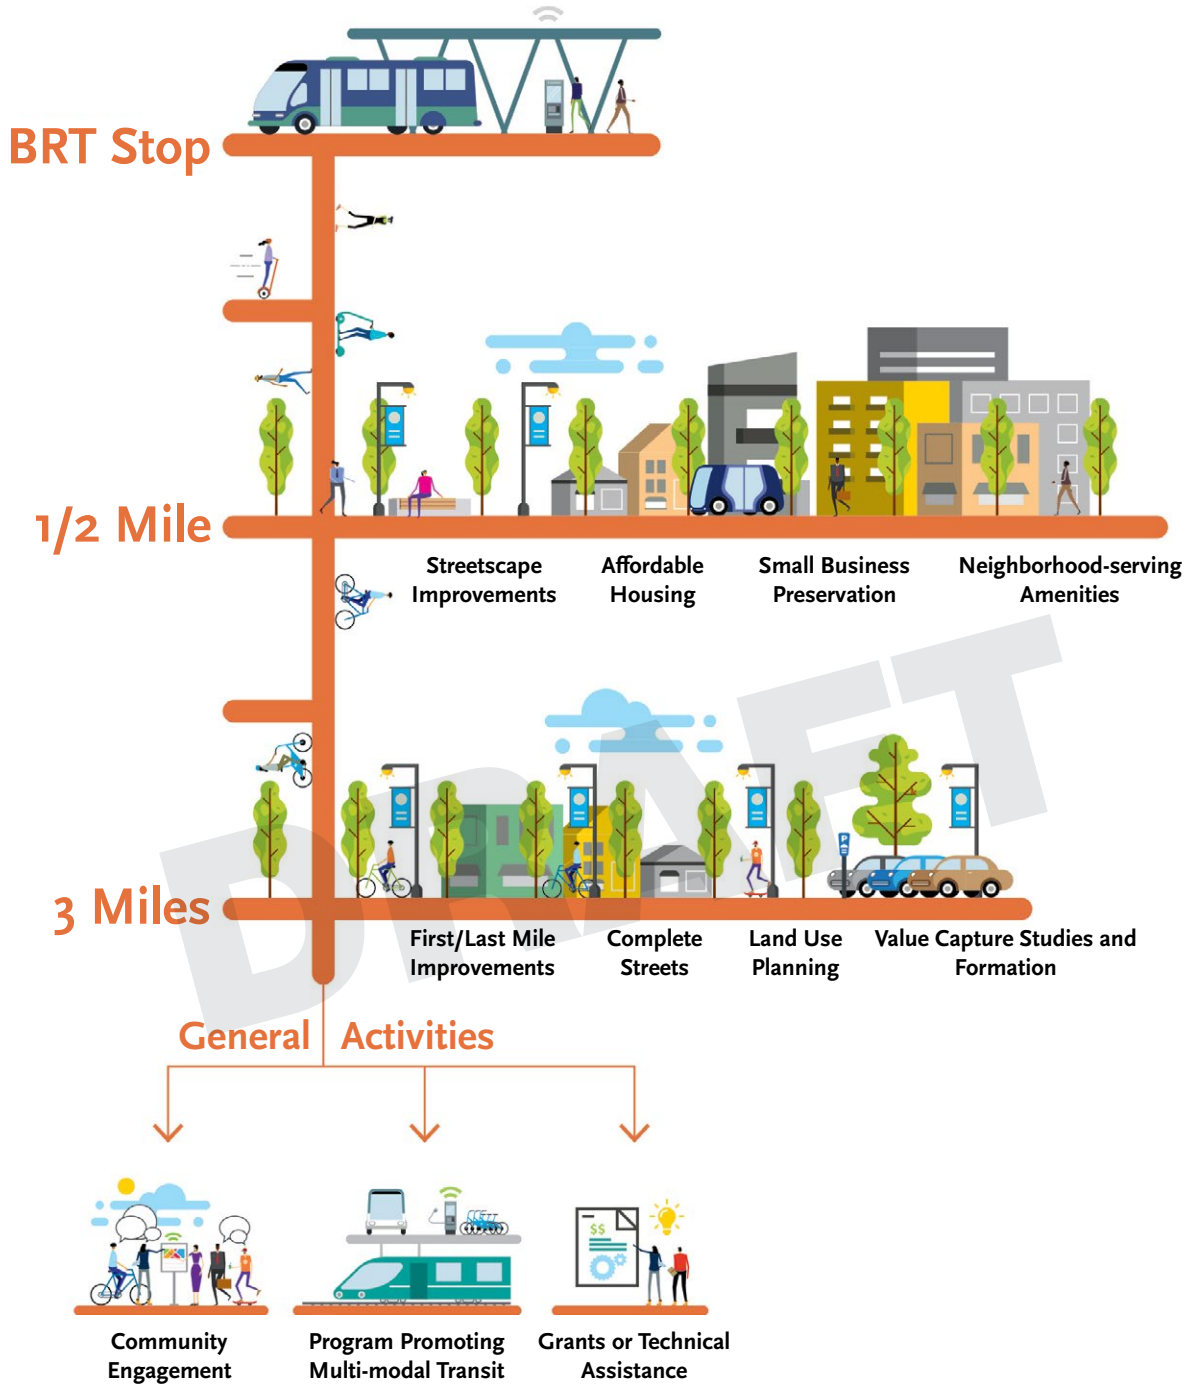 BRT Stop
1/2 Mile
Streetscape
Improvements
Affordable
Housing
Small Business
Preservation
Neighborhood-serving
Amenities
DRAFT
P
3 Miles
First/Last Mile
Improvements
Complete
Streets
Land Use
Planning
Value Capture Studies and
Formation
General Activities
$$
Community
Engagement
Program Promoting
Multi-modal Transit
Grants or Technical
Assistance